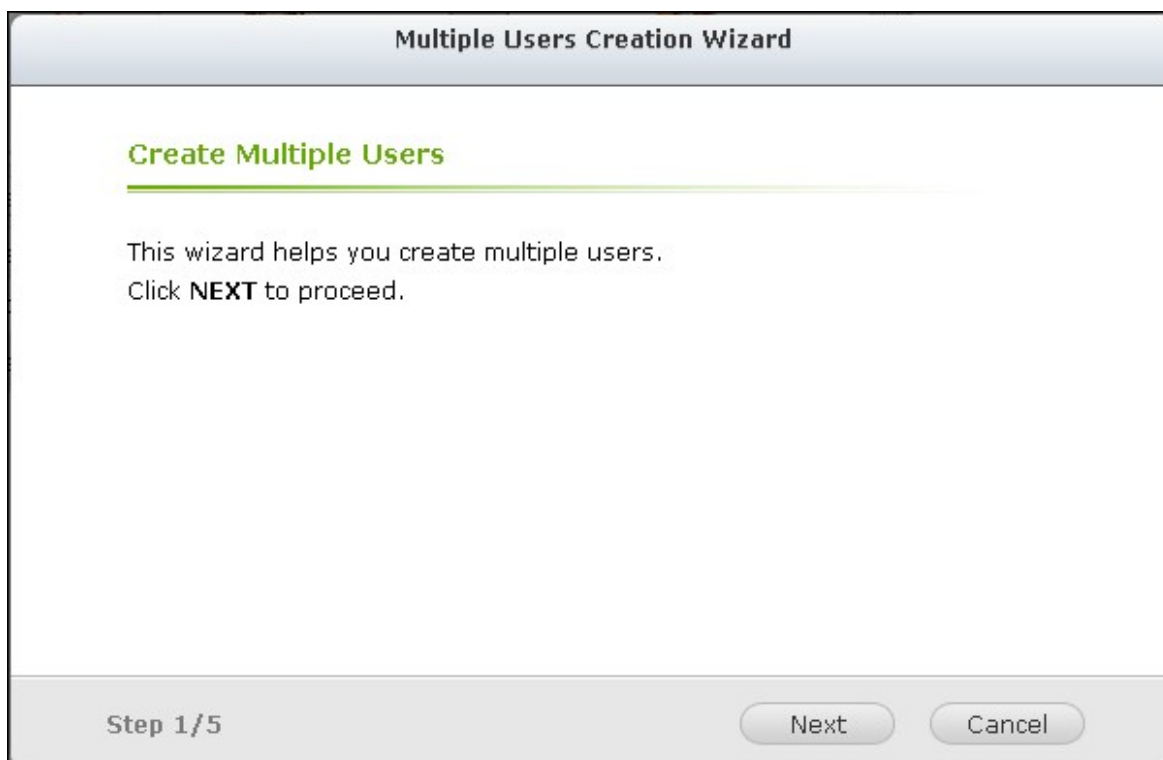 Multiple Users Creation Wizard
Create Multiple Users
This wizard helps you create multiple users.
Click NEXT to proceed.
Step 1/5
Next
Cancel